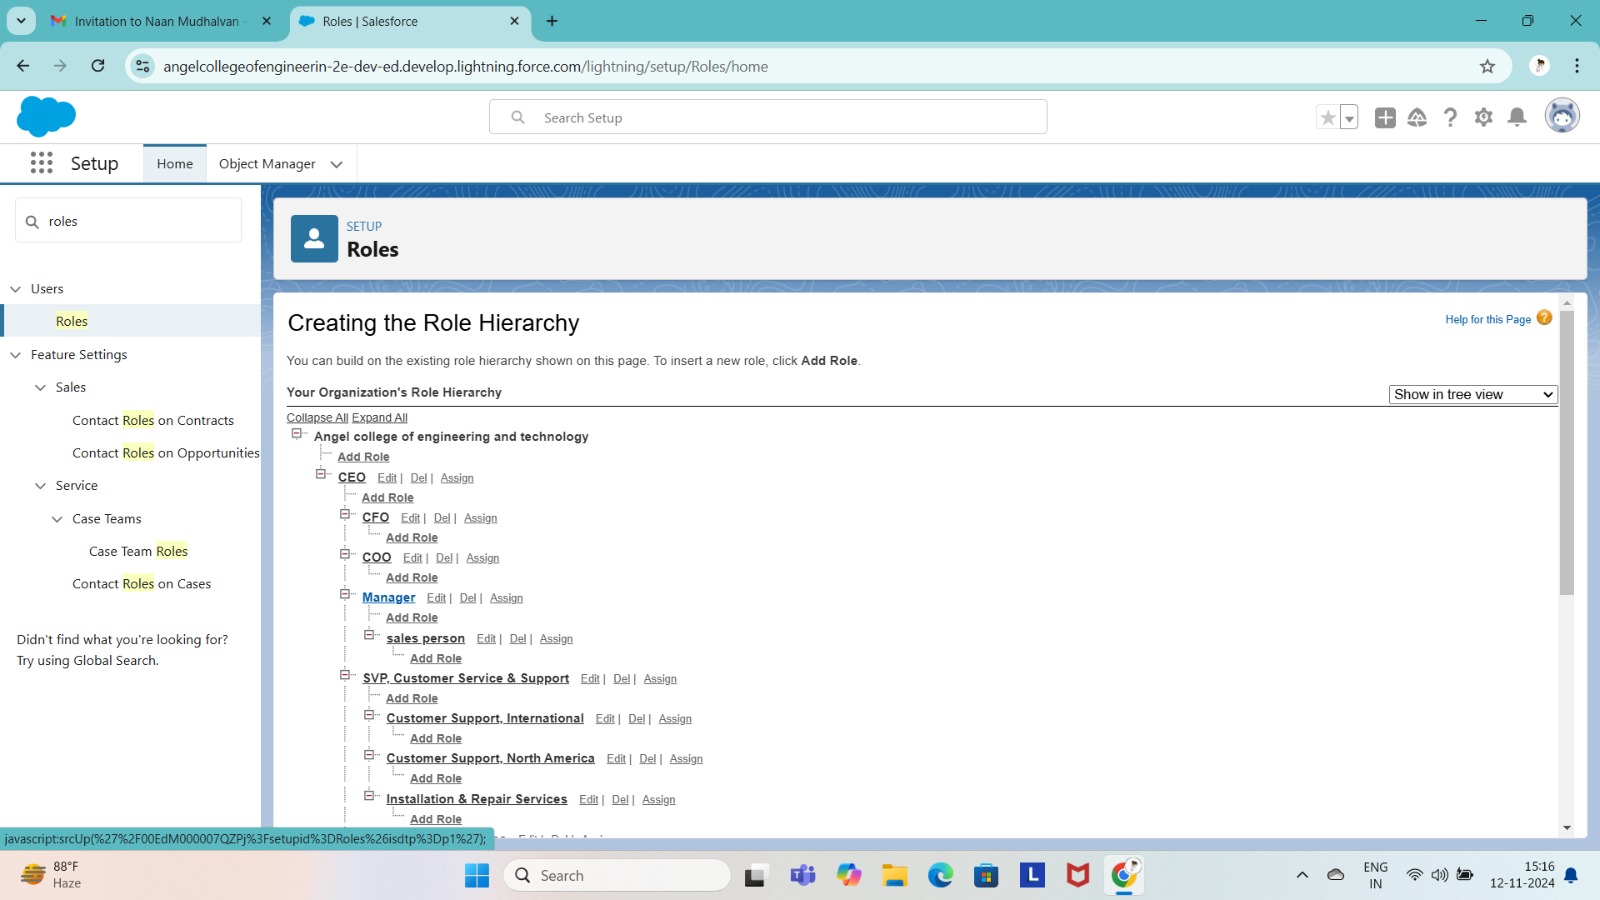 Invitation to Naan Mudhalvan
Roles | Salesforce
angelcollegeofengineerin-2e-dev-ed.develop.lightning.force.com/lightning/setup/Roles/home
Search Setup
Setup
Home
Object Manager
roles
Users
Roles
Feature Settings
Sales
Contact Roles on Contracts
Contact Roles on Opportunities
Service
Case Teams
Case Team Roles
Contact Roles on Cases
Didn't find what you're looking for?
Try using Global Search.
SETUP
Roles
Creating the Role Hierarchy
Help for this Page ?
You can build on the existing role hierarchy shown on this page. To insert a new role, click Add Role.
Your Organization's Role Hierarchy
Show in tree view
Collapse All Expand All
Angel college of engineering and technology
Add Role
CEO Edit | Del | Assign
Add Role
CFO Edit | Del | Assign
Add Role
COO Edit | Del | Assign
Add Role
Manager Edit | Del | Assign
Add Role
sales person Edit | Del | Assign
Add Role
SVP, Customer Service & Support Edit | Del | Assign
Add Role
Customer Support, International Edit | Del | Assign
Add Role
Customer Support, North America Edit | Del | Assign
Add Role
Installation & Repair Services Edit | Del | Assign
Add Role
javascript:srcUp(%27%2F00EdM000007QZPj%3Fsetupid%3DRoles%26isdtp%3Dp1%27);
88°F
Haze
Search
ENG
IN
15:16
12-11-2024